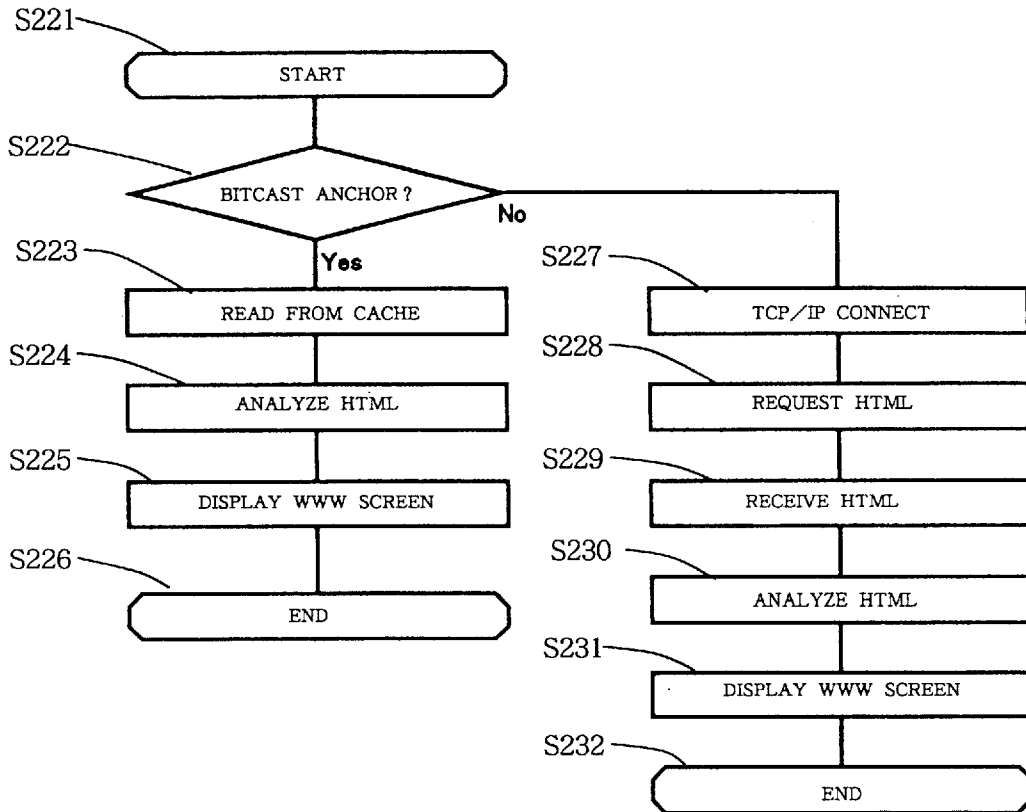 S221
START
S222
BITCAST ANCHOR?
No
Yes
S223
READ FROM CACHE
S224
ANALYZE HTML
S225
DISPLAY WWW SCREEN
S226
END
S227
TCP/IP CONNECT
S228
REQUEST HTML
S229
RECEIVE HTML
S230
ANALYZE HTML
S231
DISPLAY WWW SCREEN
S232
END